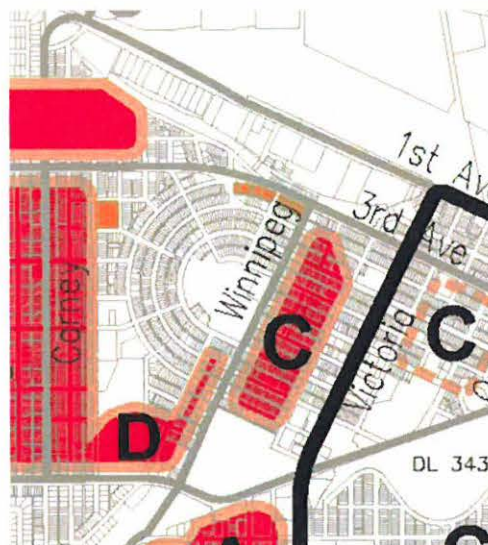 1st Av
3rd Ave
Winnipeg
Carney
Victoria
C
C
D
DL 343